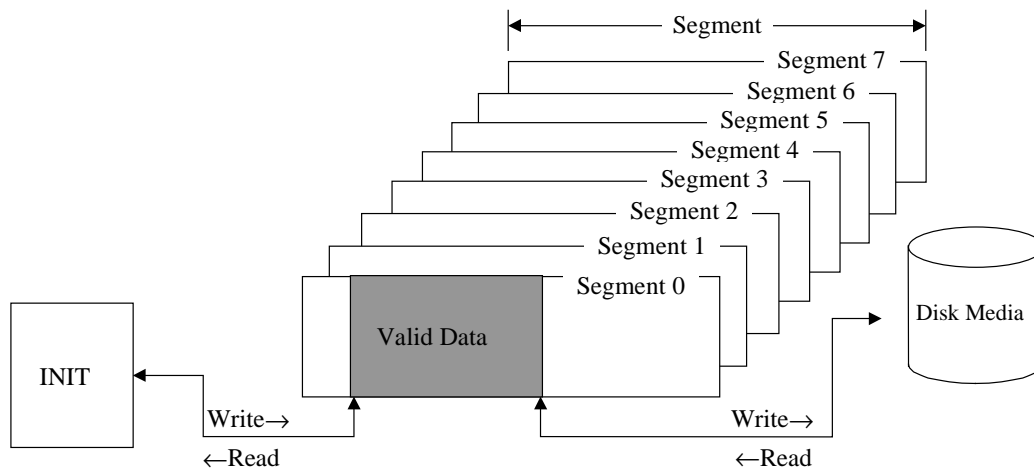 Segment
Segment 7
Segment 6
Segment 5
Segment 4
Segment 3
Segment 2
Segment 1
Segment 0
Valid Data
INIT
Disk Media
Write→
←Read
Write→
←Read